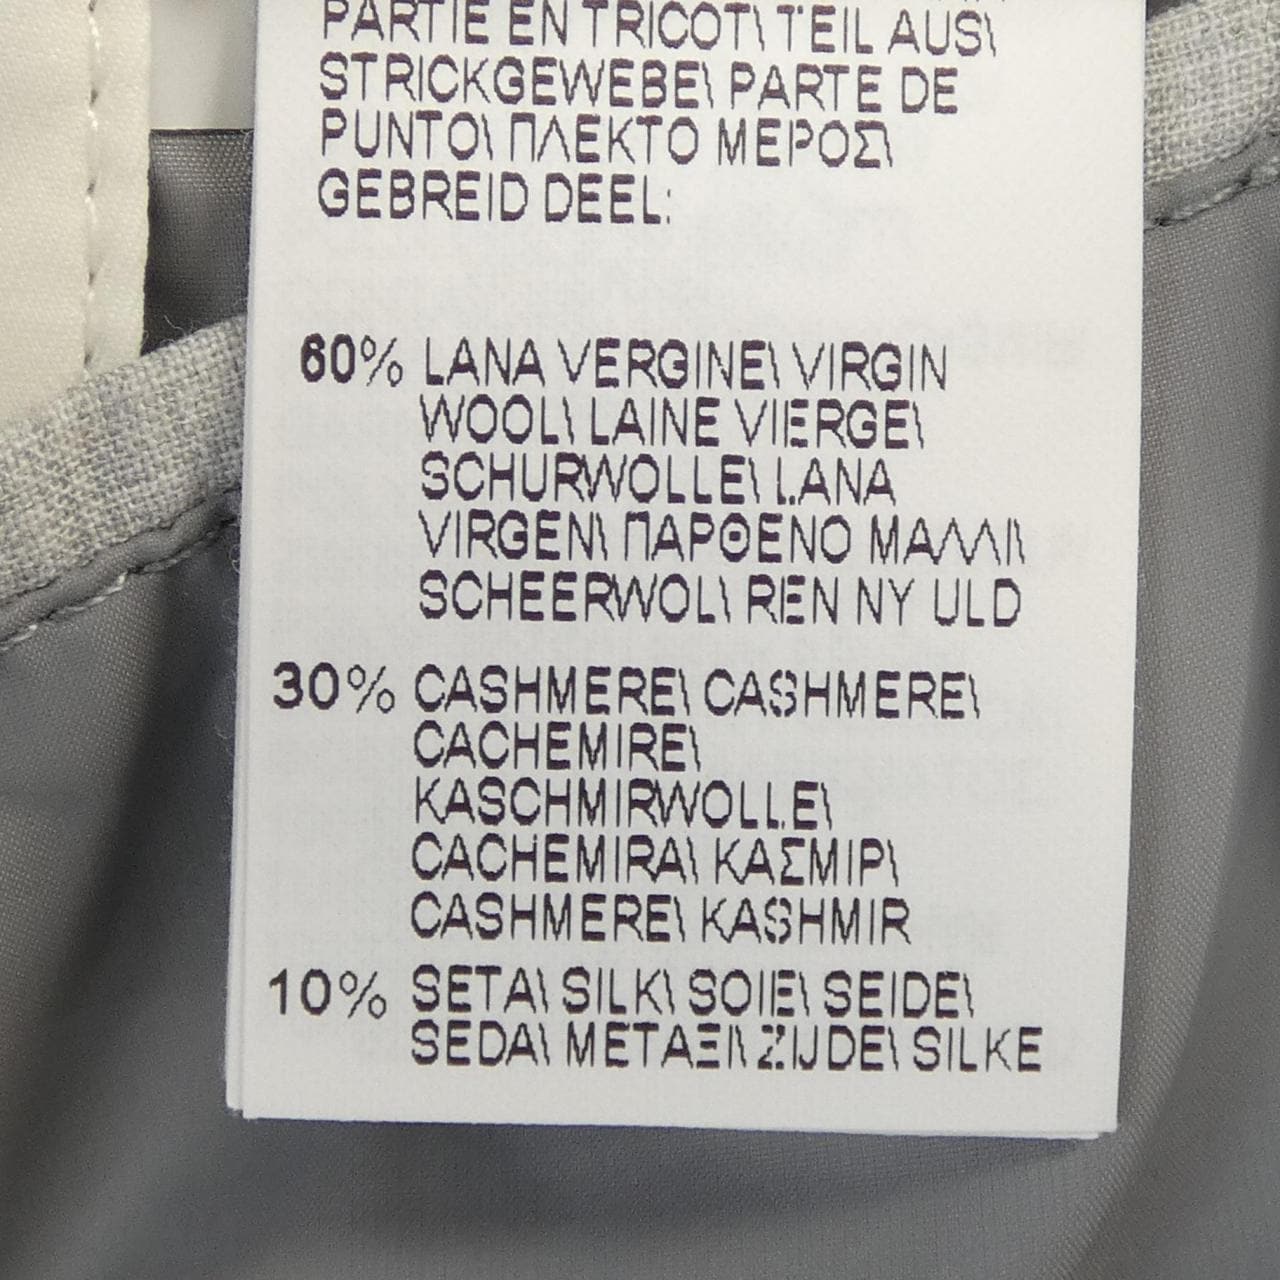 PARTIE EN TRICOT\ TEIL AUS\
STRICKGEWEBE\ PARTE DE
PUNTO\ ΠΛΕΚΤΟ ΜΕΡΟΣ\
GEBREID DEEL:
60% LANA VERGINE\ VIRGIN
WOOL\ LAINE VIERGE\
SCHURWOLLE\ LANA
VIRGEN\ ΠΑΡΘΕΝΟ ΜΑΛΛΙ\
SCHEERWOL\ REN NY ULD
30% CASHMERE\ CASHMERE\
CACHEMIRE\
KASCHMIRWOLLE\
CACHEMIRA\ ΚΑΣΜΙΡ\
CASHMERE\ KASHMIR
10% SETA\ SILK\ SOIE\ SEIDE\
SEDA\ ΜΕΤΑΞΙ\ ZIJDE\ SILKE